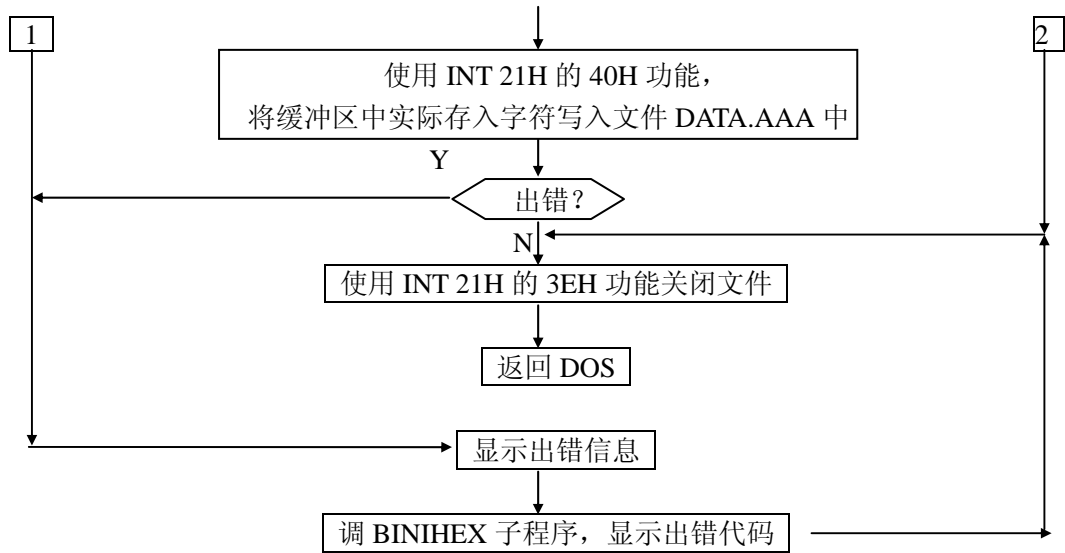 1
2
使用 INT 21H 的 40H 功能，
将缓冲区中实际存入字符写入文件 DATA.AAA 中
Y
出错？
N
使用 INT 21H 的 3EH 功能关闭文件
返回 DOS
显示出错信息
调 BINIHEX 子程序，显示出错代码